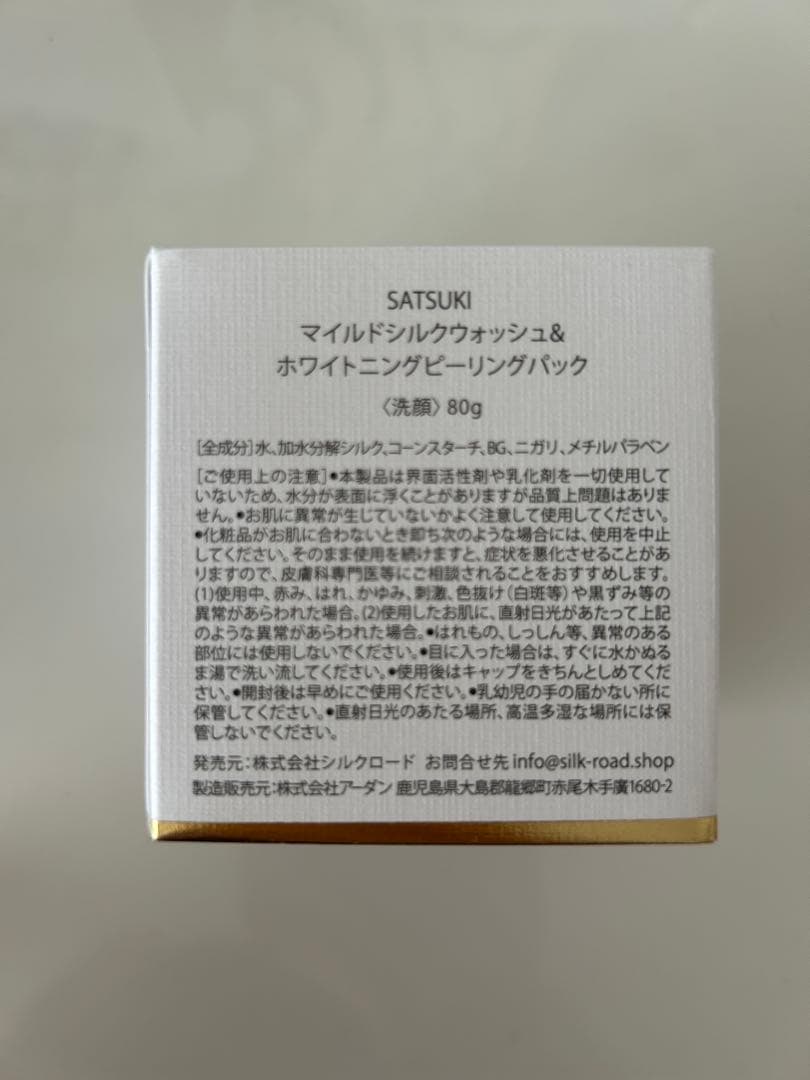 SATSUKI
マイルドシルクウォッシュ&
ホワイトニングピーリングパック
〈洗顔〉80g
[全成分]水、加水分解シルク、コーンスターチ、BG、ニガリ、メチルパラベン
[ご使用上の注意]●本製品は界面活性剤や乳化剤を一切使用して
いないため、水分が表面に浮くことがありますが品質上問題はありま
せん。●お肌に異常が生じていないかよく注意して使用してください。
●化粧品がお肌に合わないとき即ち次のような場合には、使用を中止
してください。そのまま使用を続けますと、症状を悪化させることがあ
りますので、皮膚科専門医等にご相談されることをおすすめします。
(1)使用中、赤み、はれ、かゆみ、刺激、色抜け(白斑等)や黒ずみ等の
異常があらわれた場合。(2)使用したお肌に、直射日光があたって上記
のような異常があらわれた場合。●はれもの、しっしん等、異常のある
部位には使用しないでください。●目に入った場合は、すぐに水かぬる
ま湯で洗い流してください。●使用後はキャップをきちんとしめてくだ
さい。●開封後は早めにご使用ください。●乳幼児の手の届かない所に
保管してください。●直射日光のあたる場所、高温多湿な場所には保
管しないでください。
発売元:株式会社シルクロード お問合せ先 info@silk-road.shop
製造販売元:株式会社アーダン 鹿児島県大島郡龍郷町赤尾木手廣1680-2